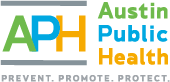 APH
Austin
Public
Health
PREVENT. PROMOTE. PROTECT.